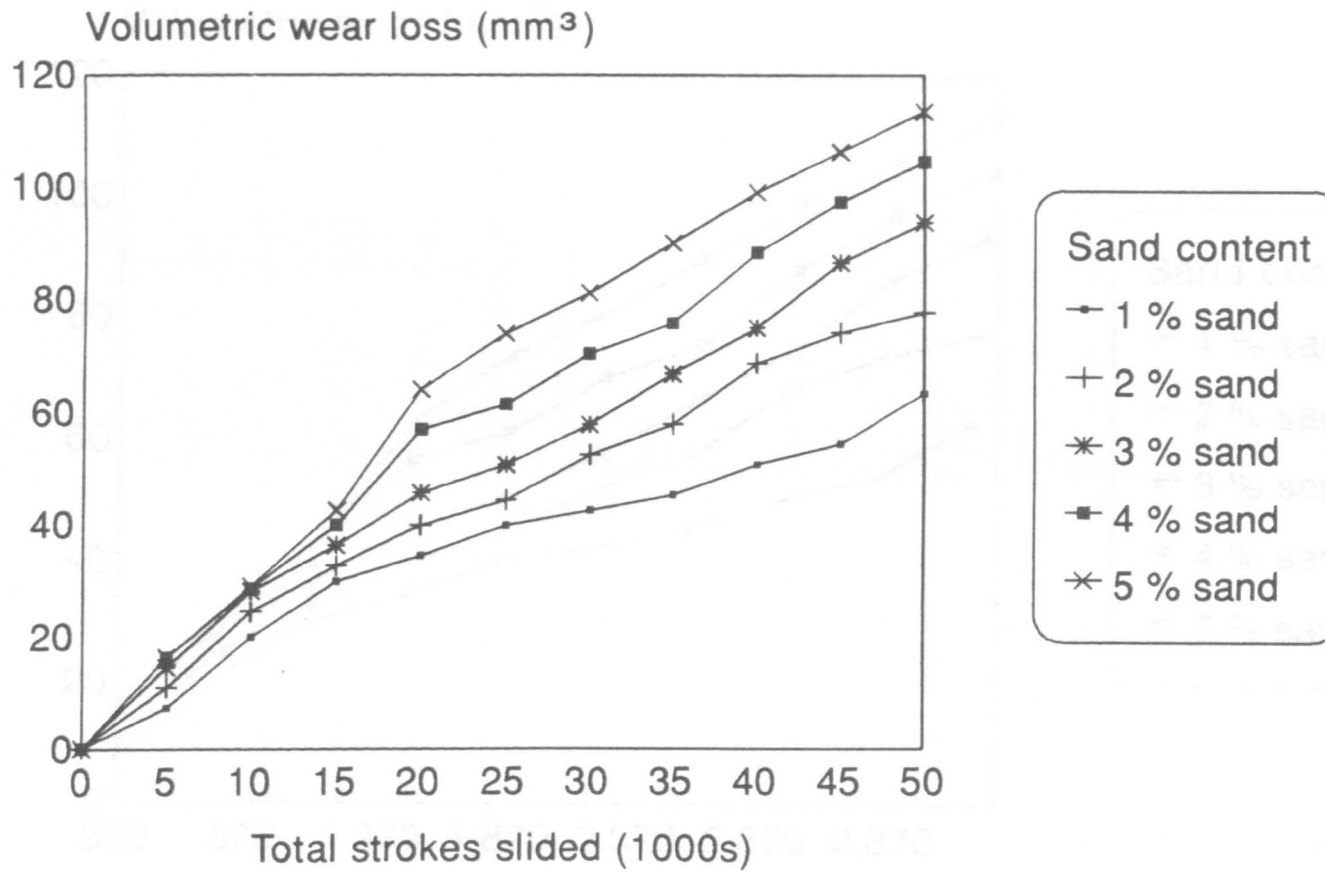 Volumetric wear loss (mm³)
120
100
80
60
40
20
0
0 5 10 15 20 25 30 35 40 45 50
Total strokes slided (1000s)
Sand content
1 % sand
2 % sand
3 % sand
4 % sand
5 % sand